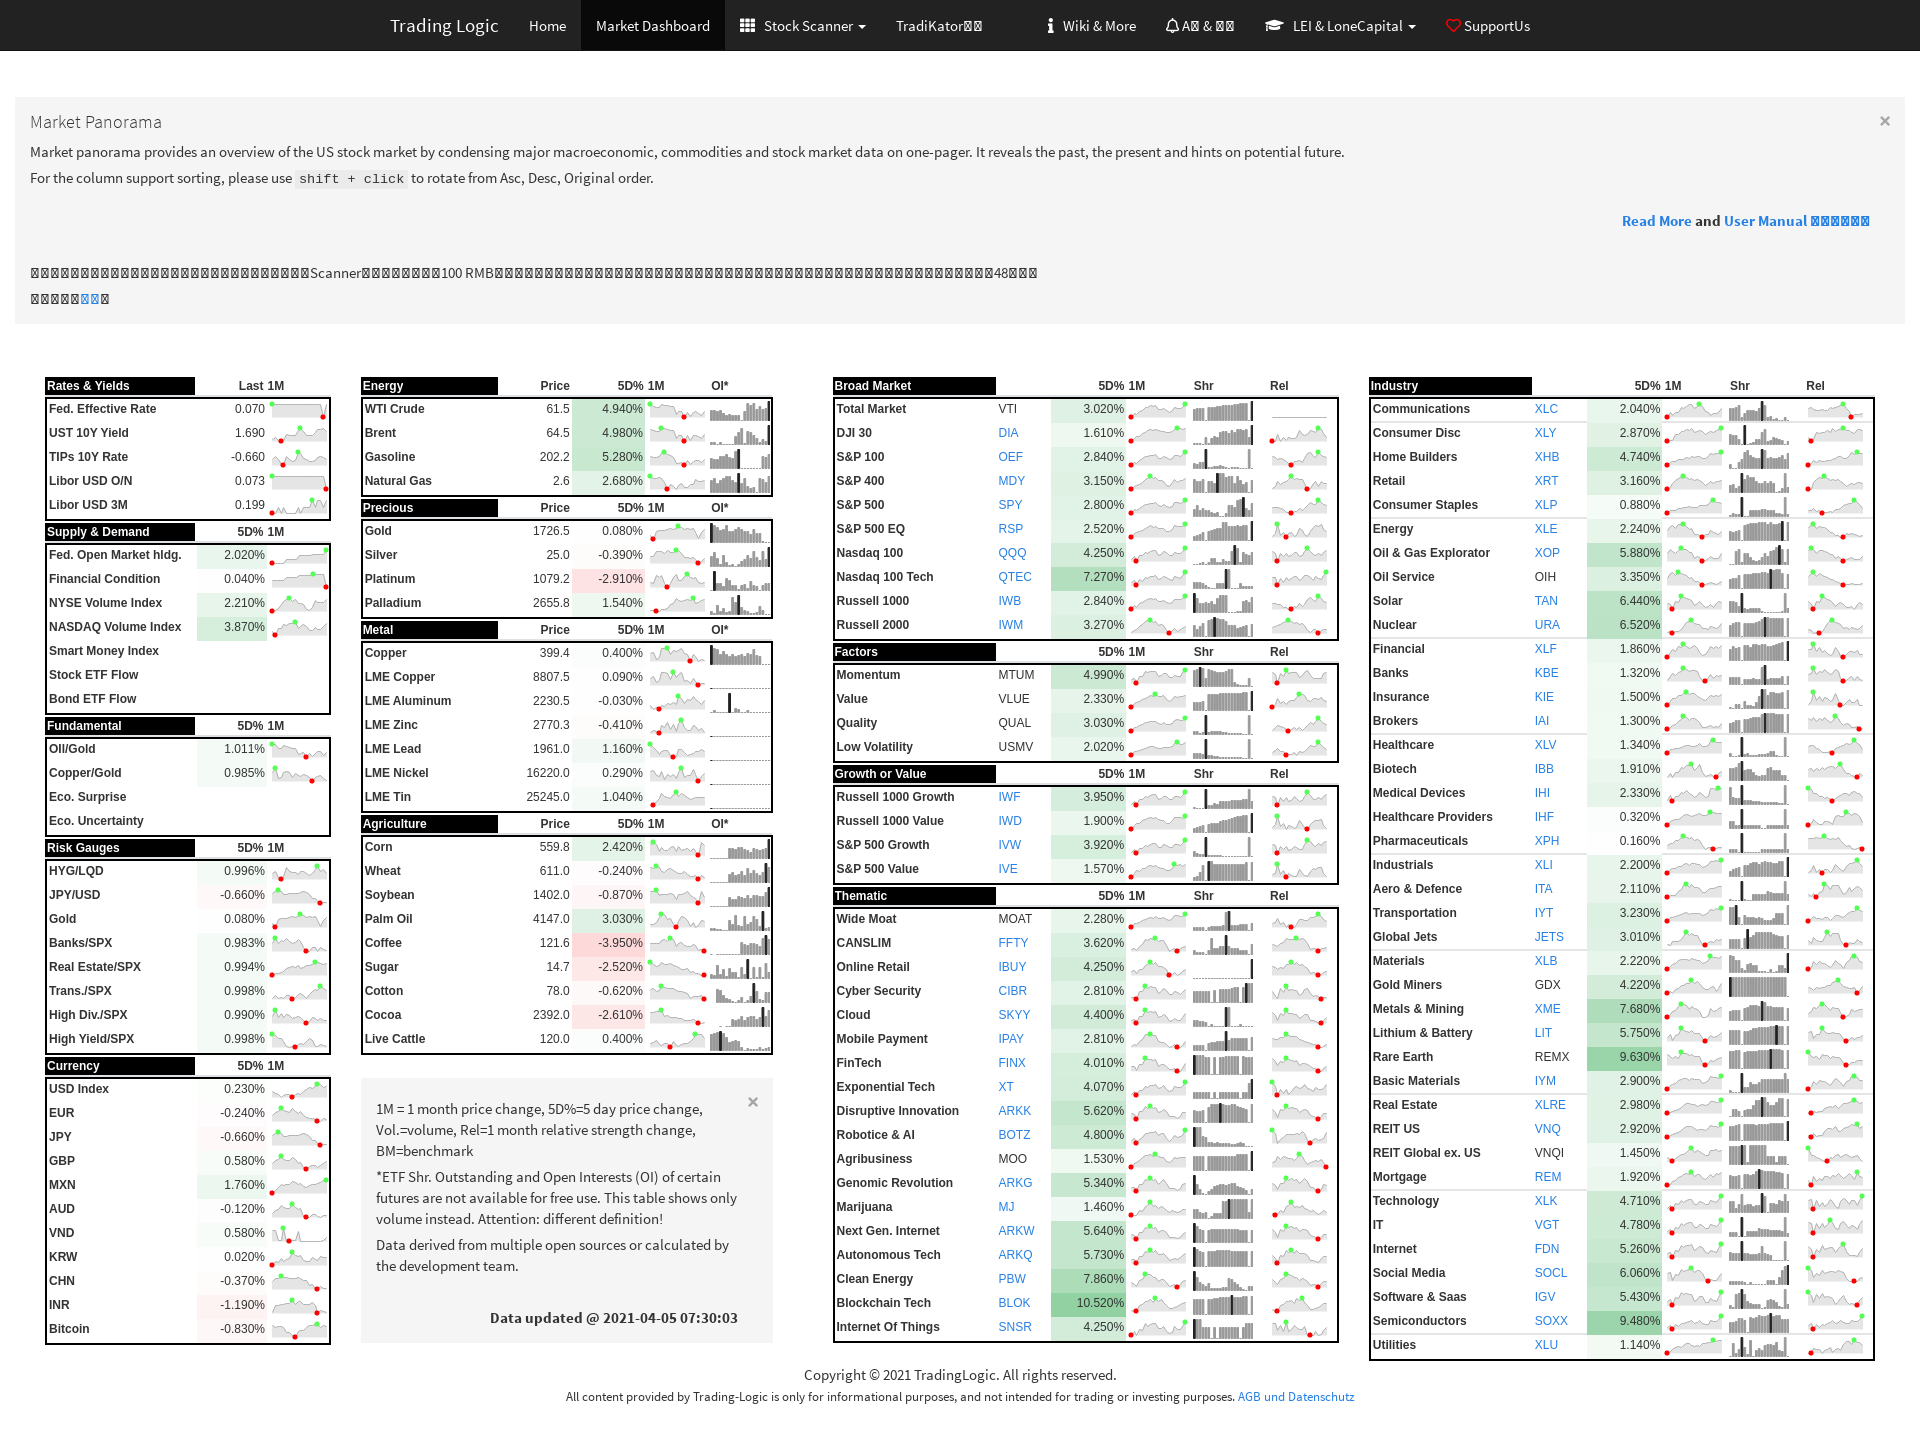 Trading Logic Home Market Dashboard Stock Scanner TradiKator Wiki & More A & LEI & LoneCapital SupportUs
Market Panorama ×
Market panorama provides an overview of the US stock market by condensing major macroeconomic, commodities and stock market data on one-pager. It reveals the past, the present and hints on potential future.
For the column support sorting, please use shift + click to rotate from Asc, Desc, Original order.
Read More and User Manual
Scanner 100 RMB 48
Rates & Yields Last 1M
Fed. Effective Rate 0.070
UST 10Y Yield 1.690
TIPs 10Y Rate -0.660
Libor USD O/N 0.073
Libor USD 3M 0.199
Supply & Demand 5D% 1M
Fed. Open Market hldg. 2.020%
Financial Condition 0.040%
NYSE Volume Index 2.210%
NASDAQ Volume Index 3.870%
Smart Money Index
Stock ETF Flow
Bond ETF Flow
Fundamental 5D% 1M
OIl/Gold 1.011%
Copper/Gold 0.985%
Eco. Surprise
Eco. Uncertainty
Risk Gauges 5D% 1M
HYG/LQD 0.996%
JPY/USD -0.660%
Gold 0.080%
Banks/SPX 0.983%
Real Estate/SPX 0.994%
Trans./SPX 0.998%
High Div./SPX 0.990%
High Yield/SPX 0.998%
Currency 5D% 1M
USD Index 0.230%
EUR -0.240%
JPY -0.660%
GBP 0.580%
MXN 1.760%
AUD -0.120%
VND 0.580%
KRW 0.020%
CHN -0.370%
INR -1.190%
Bitcoin -0.830%
Energy Price 5D% 1M OI*
WTI Crude 61.5 4.940%
Brent 64.5 4.980%
Gasoline 202.2 5.280%
Natural Gas 2.6 2.680%
Precious Price 5D% 1M OI*
Gold 1726.5 0.080%
Silver 25.0 -0.390%
Platinum 1079.2 -2.910%
Palladium 2655.8 1.540%
Metal Price 5D% 1M OI*
Copper 399.4 0.400%
LME Copper 8807.5 0.090%
LME Aluminum 2230.5 -0.030%
LME Zinc 2770.3 -0.410%
LME Lead 1961.0 1.160%
LME Nickel 16220.0 0.290%
LME Tin 25245.0 1.040%
Agriculture Price 5D% 1M OI*
Corn 559.8 2.420%
Wheat 611.0 -0.240%
Soybean 1402.0 -0.870%
Palm Oil 4147.0 3.030%
Coffee 121.6 -3.950%
Sugar 14.7 -2.520%
Cotton 78.0 -0.620%
Cocoa 2392.0 -2.610%
Live Cattle 120.0 0.400%
×
1M = 1 month price change, 5D%=5 day price change,
Vol.=volume, Rel=1 month relative strength change,
BM=benchmark
*ETF Shr. Outstanding and Open Interests (OI) of certain
futures are not available for free use. This table shows only
volume instead. Attention: different definition!
Data derived from multiple open sources or calculated by
the development team.
Data updated @ 2021-04-05 07:30:03
Broad Market 5D% 1M Shr Rel
Total Market VTI 3.020%
DJI 30 DIA 1.610%
S&P 100 OEF 2.840%
S&P 400 MDY 3.150%
S&P 500 SPY 2.800%
S&P 500 EQ RSP 2.520%
Nasdaq 100 QQQ 4.250%
Nasdaq 100 Tech QTEC 7.270%
Russell 1000 IWB 2.840%
Russell 2000 IWM 3.270%
Factors 5D% 1M Shr Rel
Momentum MTUM 4.990%
Value VLUE 2.330%
Quality QUAL 3.030%
Low Volatility USMV 2.020%
Growth or Value 5D% 1M Shr Rel
Russell 1000 Growth IWF 3.950%
Russell 1000 Value IWD 1.900%
S&P 500 Growth IVW 3.920%
S&P 500 Value IVE 1.570%
Thematic 5D% 1M Shr Rel
Wide Moat MOAT 2.280%
CANSLIM FFTY 3.620%
Online Retail IBUY 4.250%
Cyber Security CIBR 2.810%
Cloud SKYY 4.400%
Mobile Payment IPAY 2.810%
FinTech FINX 4.010%
Exponential Tech XT 4.070%
Disruptive Innovation ARKK 5.620%
Robotice & AI BOTZ 4.800%
Agribusiness MOO 1.530%
Genomic Revolution ARKG 5.340%
Marijuana MJ 1.460%
Next Gen. Internet ARKW 5.640%
Autonomous Tech ARKQ 5.730%
Clean Energy PBW 7.860%
Blockchain Tech BLOK 10.520%
Internet Of Things SNSR 4.250%
Industry 5D% 1M Shr Rel
Communications XLC 2.040%
Consumer Disc XLY 2.870%
Home Builders XHB 4.740%
Retail XRT 3.160%
Consumer Staples XLP 0.880%
Energy XLE 2.240%
Oil & Gas Explorator XOP 5.880%
Oil Service OIH 3.350%
Solar TAN 6.440%
Nuclear URA 6.520%
Financial XLF 1.860%
Banks KBE 1.320%
Insurance KIE 1.500%
Brokers IAI 1.300%
Healthcare XLV 1.340%
Biotech IBB 1.910%
Medical Devices IHI 2.330%
Healthcare Providers IHF 0.320%
Pharmaceuticals XPH 0.160%
Industrials XLI 2.200%
Aero & Defence ITA 2.110%
Transportation IYT 3.230%
Global Jets JETS 3.010%
Materials XLB 2.220%
Gold Miners GDX 4.220%
Metals & Mining XME 7.680%
Lithium & Battery LIT 5.750%
Rare Earth REMX 9.630%
Basic Materials IYM 2.900%
Real Estate XLRE 2.980%
REIT US VNQ 2.920%
REIT Global ex. US VNQI 1.450%
Mortgage REM 1.920%
Technology XLK 4.710%
IT VGT 4.780%
Internet FDN 5.260%
Social Media SOCL 6.060%
Software & Saas IGV 5.430%
Semiconductors SOXX 9.480%
Utilities XLU 1.140%
Copyright © 2021 TradingLogic. All rights reserved.
All content provided by Trading-Logic is only for informational purposes, and not intended for trading or investing purposes. AGB und Datenschutz